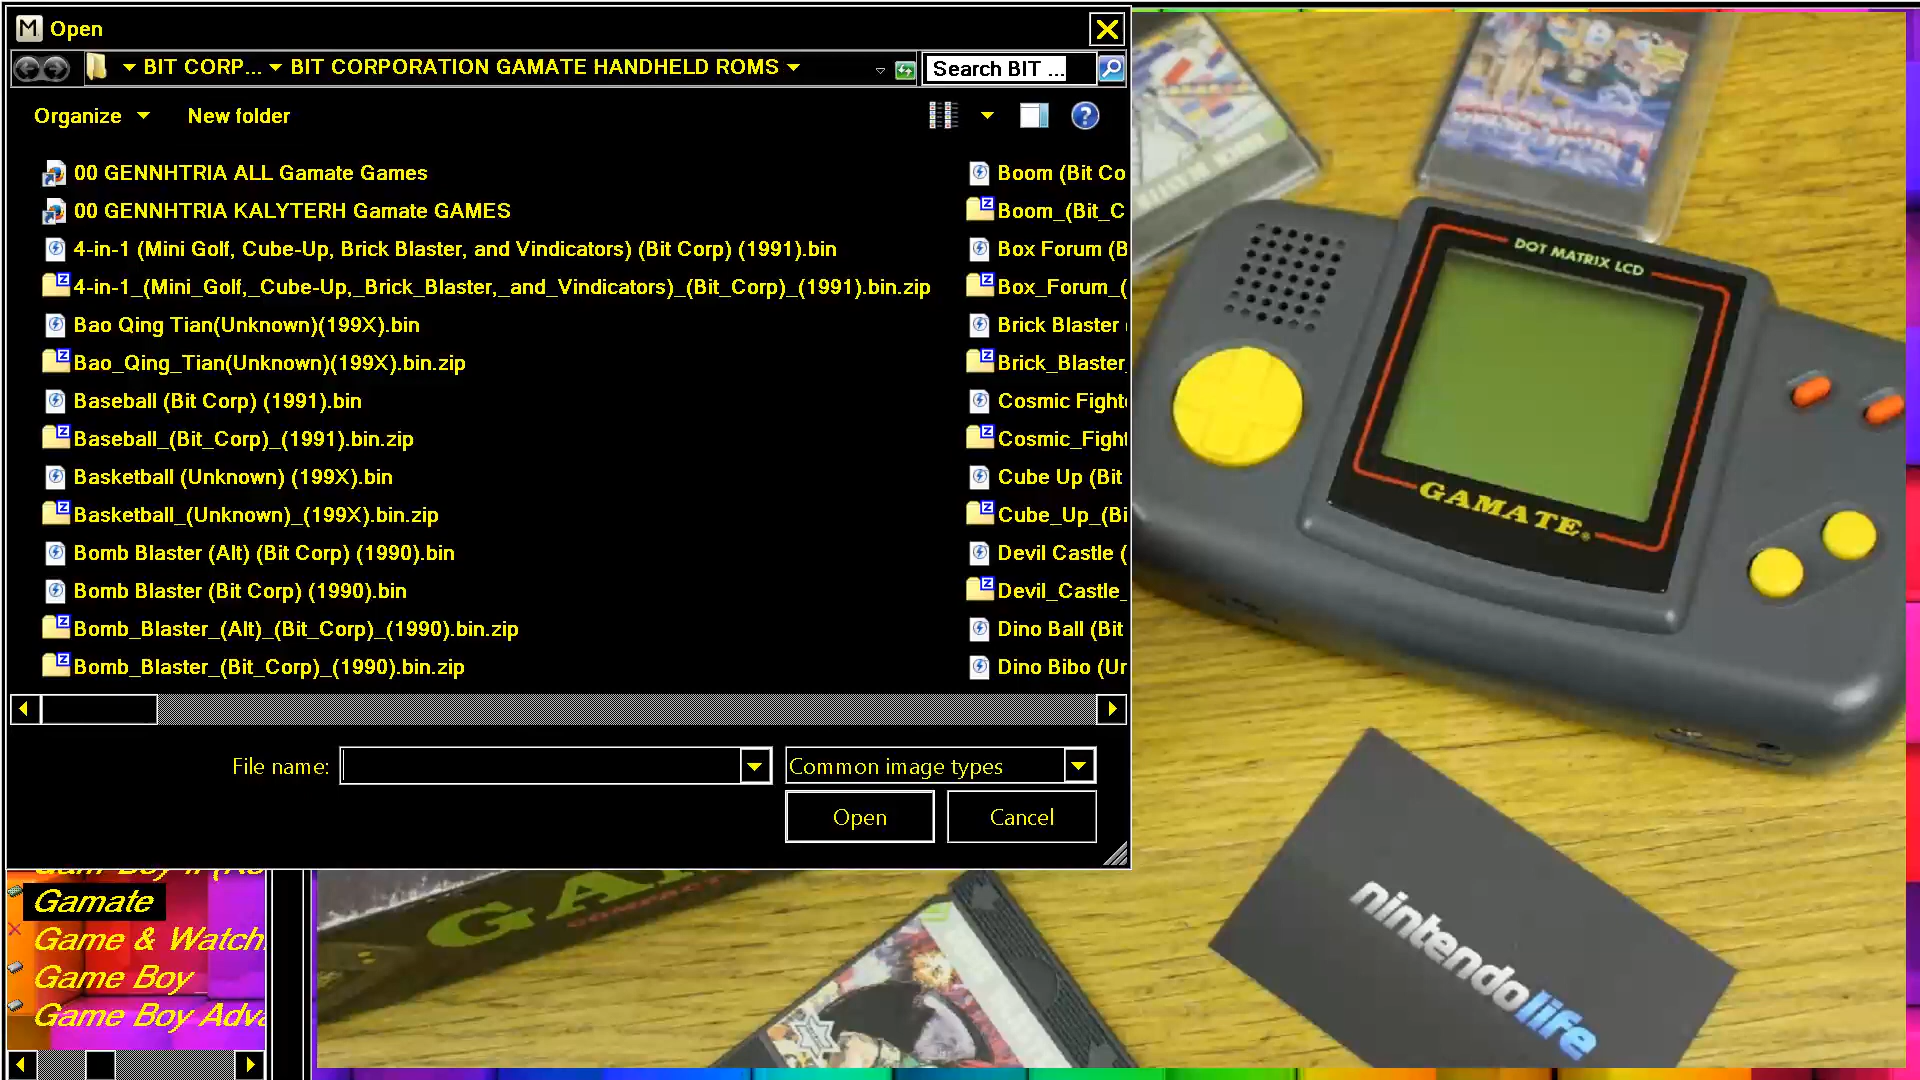 Open
BIT CORP... BIT CORPORATION GAMATE HANDHELD ROMS
Search BIT ...
Organize New folder
00 GENNHTRIA ALL Gamate Games
00 GENNHTRIA KALYTERH Gamate GAMES
4-in-1 (Mini Golf, Cube-Up, Brick Blaster, and Vindicators) (Bit Corp) (1991).bin
4-in-1_(Mini_Golf,_Cube-Up,_Brick_Blaster,_and_Vindicators)_(Bit_Corp)_(1991).bin.zip
Bao Qing Tian(Unknown)(199X).bin
Bao_Qing_Tian(Unknown)(199X).bin.zip
Baseball (Bit Corp) (1991).bin
Baseball_(Bit_Corp)_(1991).bin.zip
Basketball (Unknown) (199X).bin
Basketball_(Unknown)_(199X).bin.zip
Bomb Blaster (Alt) (Bit Corp) (1990).bin
Bomb Blaster (Bit Corp) (1990).bin
Bomb_Blaster_(Alt)_(Bit_Corp)_(1990).bin.zip
Bomb_Blaster_(Bit_Corp)_(1990).bin.zip
Boom (Bit Co
Boom_(Bit_C
Box Forum (B
Box_Forum_(
Brick Blaster
Brick_Blaster_
Cosmic Fight
Cosmic_Fight
Cube Up (Bit
Cube_Up_(Bi
Devil Castle (
Devil_Castle_
Dino Ball (Bit
Dino Bibo (Ur
File name:
Common image types
Open Cancel
Gamate
Game & Watch
Game Boy
Game Boy Adva
DOT MATRIX LCD
GAMATE
nintendolife